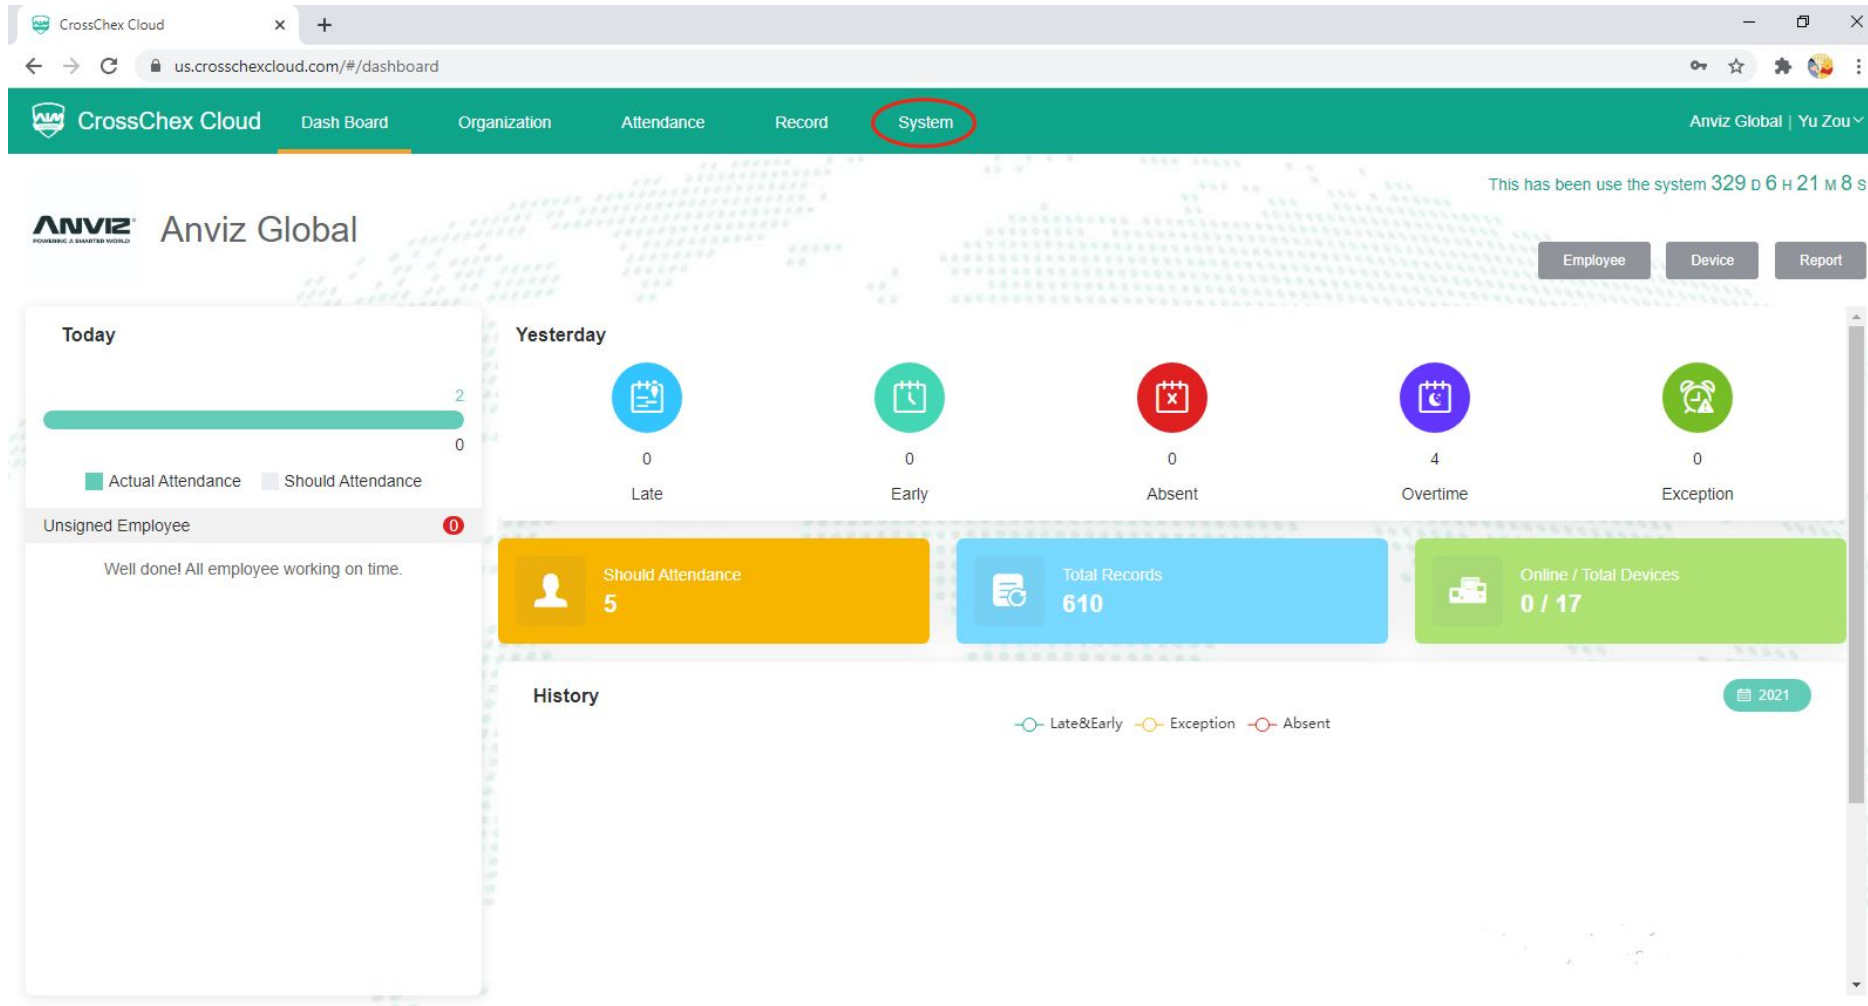 CrossChex Cloud
us.crosschexcloud.com/#/dashboard
CrossChex Cloud Dash Board Organization Attendance Record System Anviz Global | Yu Zou
This has been use the system 329 D 6 H 21 M 8 S
ANVIZ
POWERING A SMARTER WORLD
Anviz Global
Employee Device Report
Today
2
0
Actual Attendance Should Attendance
Unsigned Employee 0
Well done! All employee working on time.
Yesterday
0 0 0 4 0
Late Early Absent Overtime Exception
Should Attendance
5
Total Records
610
Online / Total Devices
0 / 17
History
2021
Late&Early Exception Absent